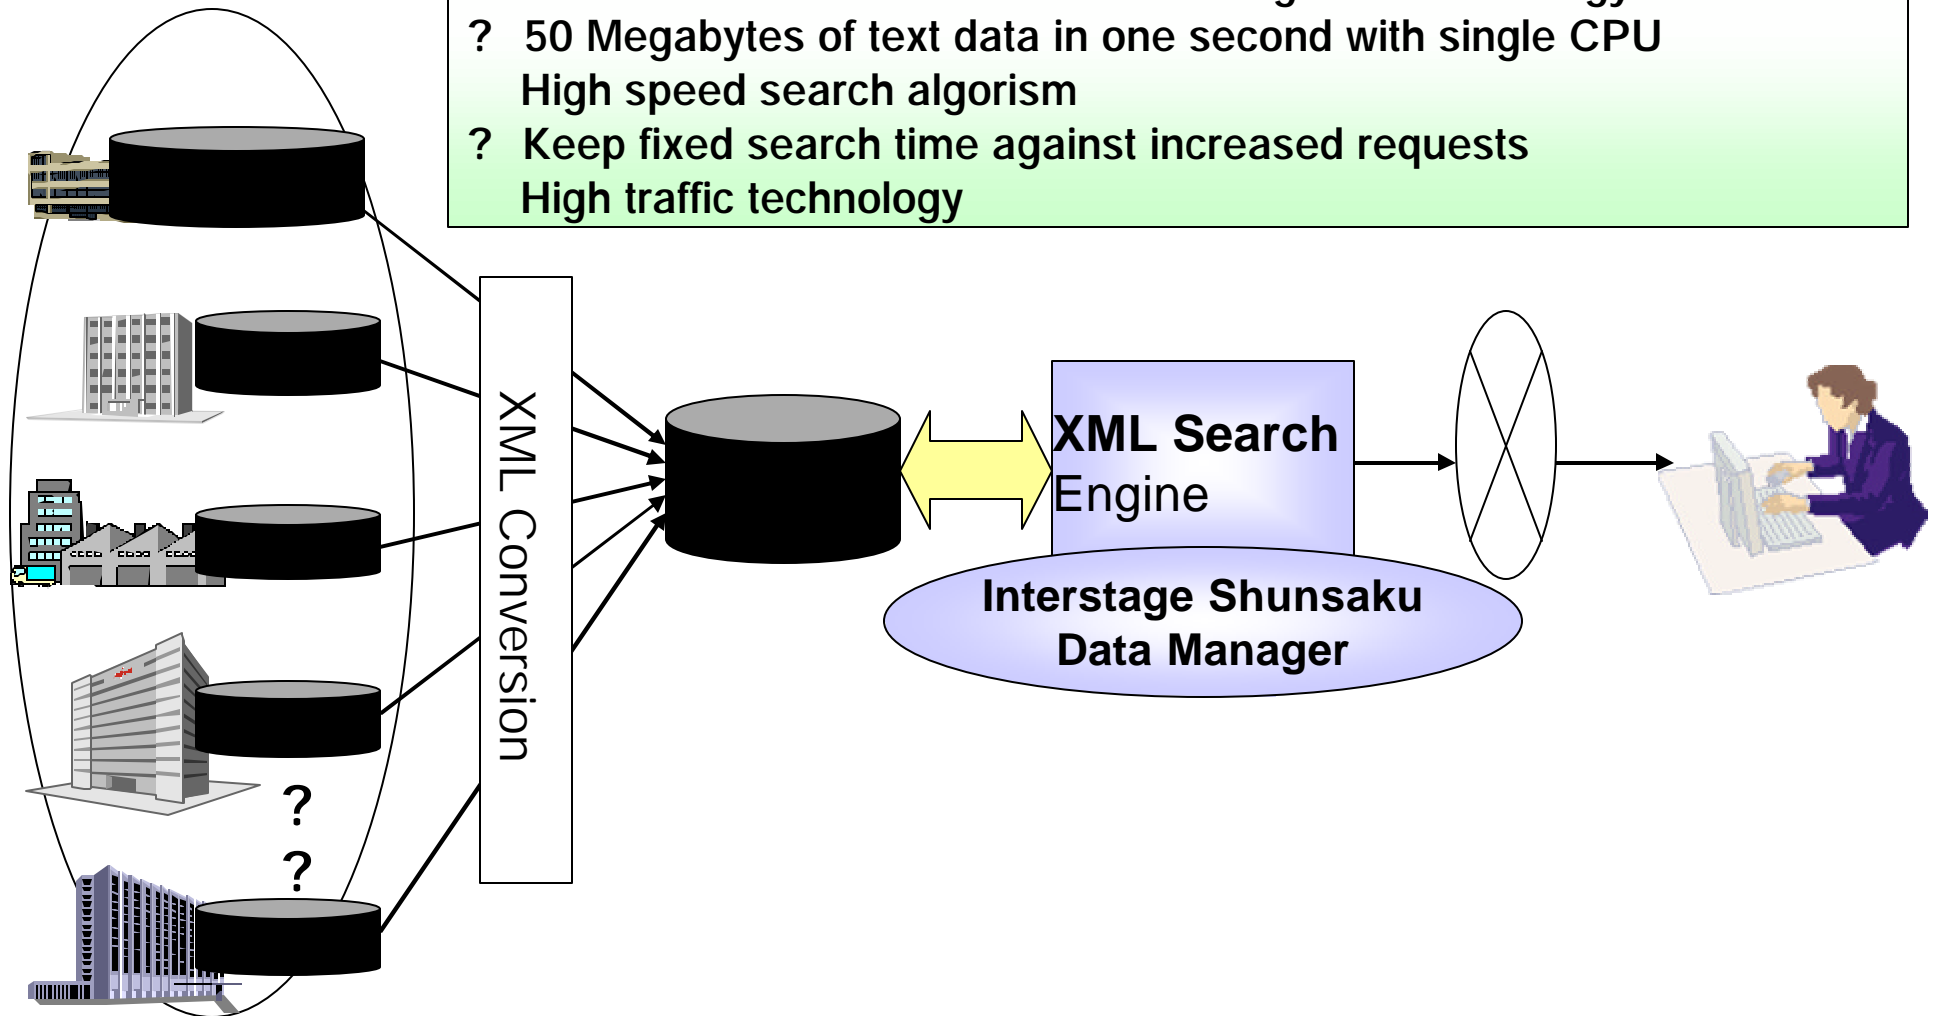 ? 50 Megabytes of text data in one second with single CPU
High speed search algorism
? Keep fixed search time against increased requests
High traffic technology
XML Conversion
XML Search
Engine
Interstage Shunsaku
Data Manager
?
?